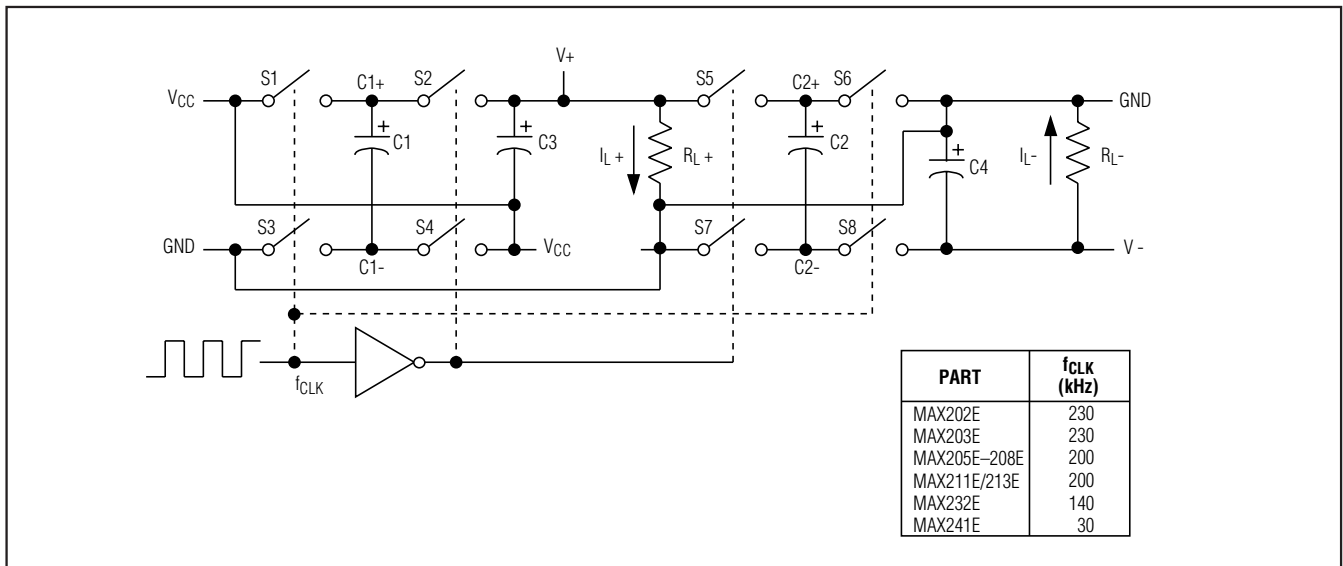 V+
S1 C1+ S2 S5 C2+ S6
VCC GND
+ C1 + C3 IL+ RL+ + C2 + C4 IL- RL-
S3 S4 S7 S8
GND VCC V-
C1- C2-
fCLK
PART fCLK (kHz)
MAX202E 230
MAX203E 230
MAX205E–208E 200
MAX211E/213E 200
MAX232E 140
MAX241E 30